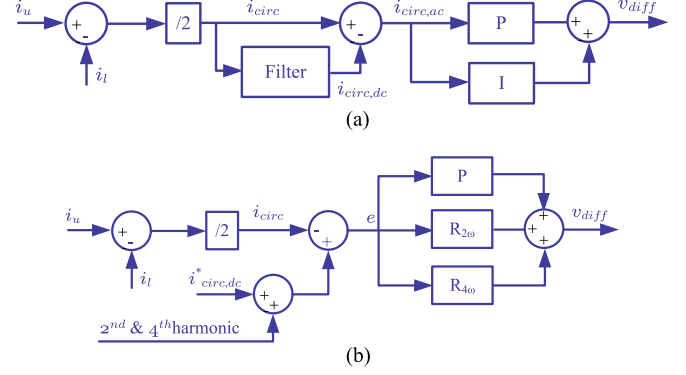 i_u + - i_l /2 i_circ + - i_circ,ac P v_diff + +
Filter i_circ,dc I
(a)
i_u + - i_l /2 i_circ - + e P v_diff + + +
R_2ω
i*_circ,dc + + R_4ω
2^nd & 4^th harmonic
(b)